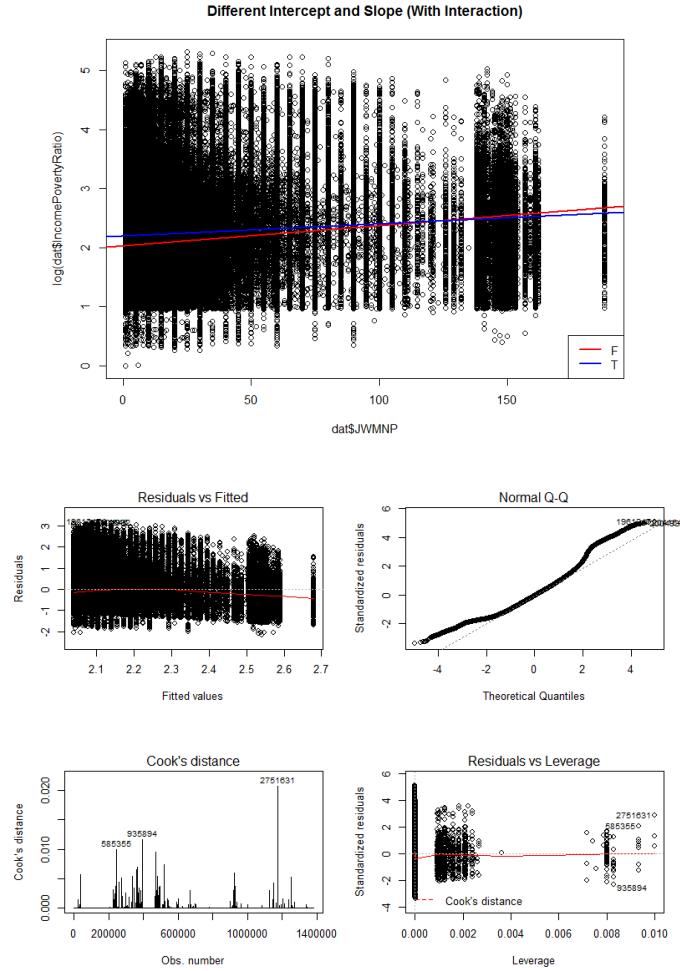 Different Intercept and Slope (With Interaction)
log(dat$IncomePovertyRatio)
5
4
3
2
1
0
0 50 100 150
dat$JWMNP
F
T
Residuals vs Fitted
Residuals
3
2
1
0
-1
-2
2.1 2.2 2.3 2.4 2.5 2.6 2.7
Fitted values
Normal Q-Q
Standardized residuals
6
4
2
0
-2
-4 -2 0 2 4
Theoretical Quantiles
Cook's distance
Cook's distance
0.020
0.010
0.000
2751631
935894
585355
0 200000 600000 1000000 1400000
Obs. number
Residuals vs Leverage
Standardized residuals
6
4
2
0
-2
-4
2751631
585355
935894
Cook's distance
0.000 0.002 0.004 0.006 0.008 0.010
Leverage